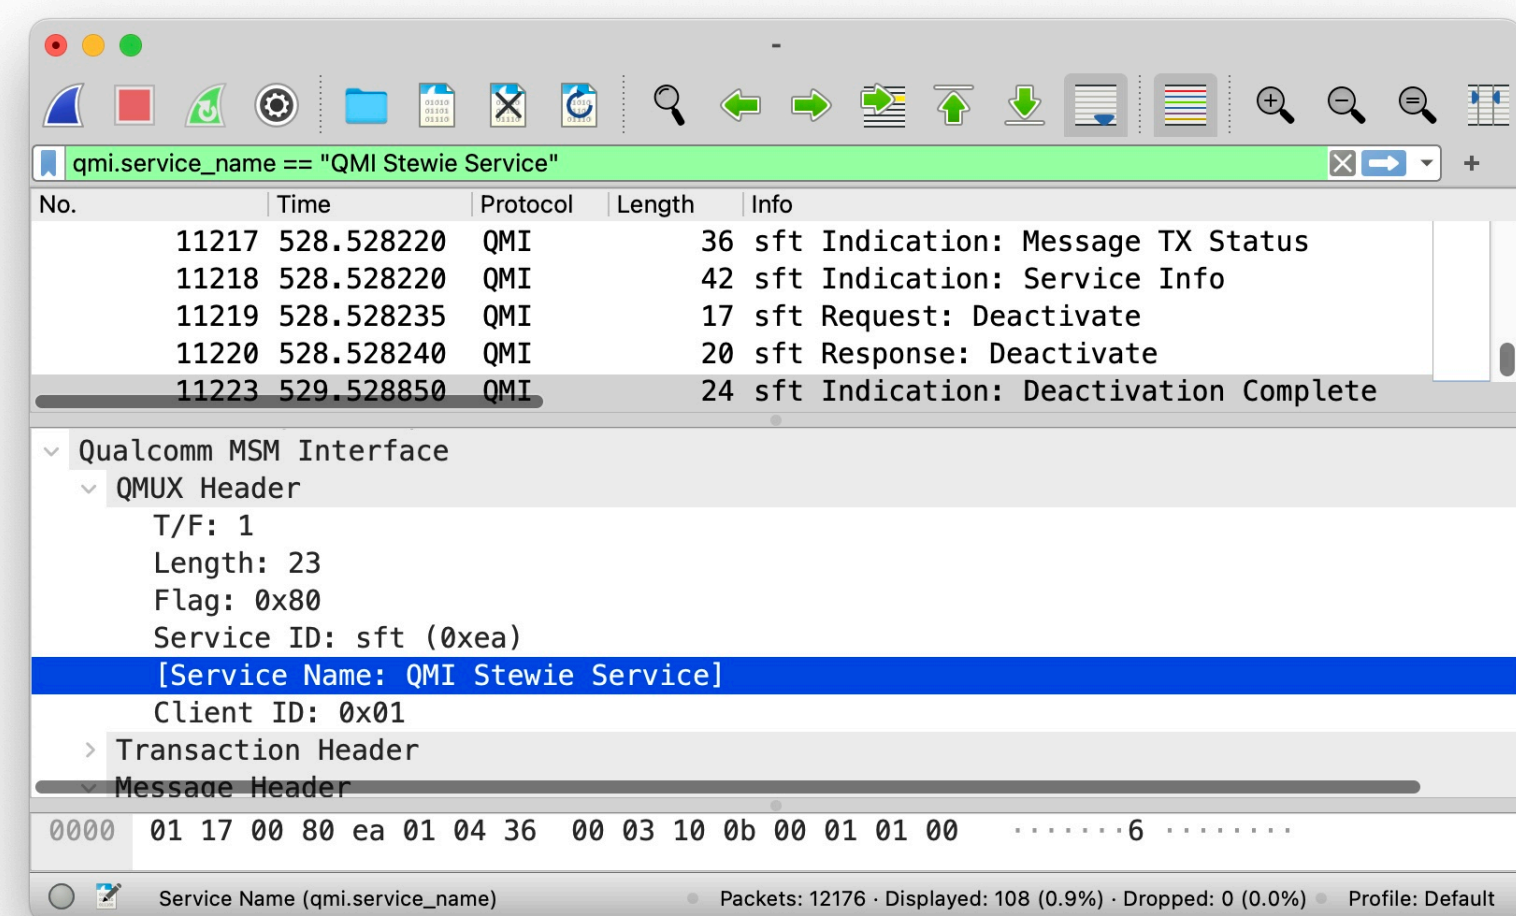 -
qmi.service_name == "QMI Stewie Service"
No. Time Protocol Length Info
11217 528.528220 QMI 36 sft Indication: Message TX Status
11218 528.528220 QMI 42 sft Indication: Service Info
11219 528.528235 QMI 17 sft Request: Deactivate
11220 528.528240 QMI 20 sft Response: Deactivate
11223 529.528850 QMI 24 sft Indication: Deactivation Complete
Qualcomm MSM Interface
QMUX Header
T/F: 1
Length: 23
Flag: 0x80
Service ID: sft (0xea)
[Service Name: QMI Stewie Service]
Client ID: 0x01
Transaction Header
Message Header
0000 01 17 00 80 ea 01 04 36 00 03 10 0b 00 01 01 00 ·······6 ········
Service Name (qmi.service_name) Packets: 12176 · Displayed: 108 (0.9%) · Dropped: 0 (0.0%) Profile: Default